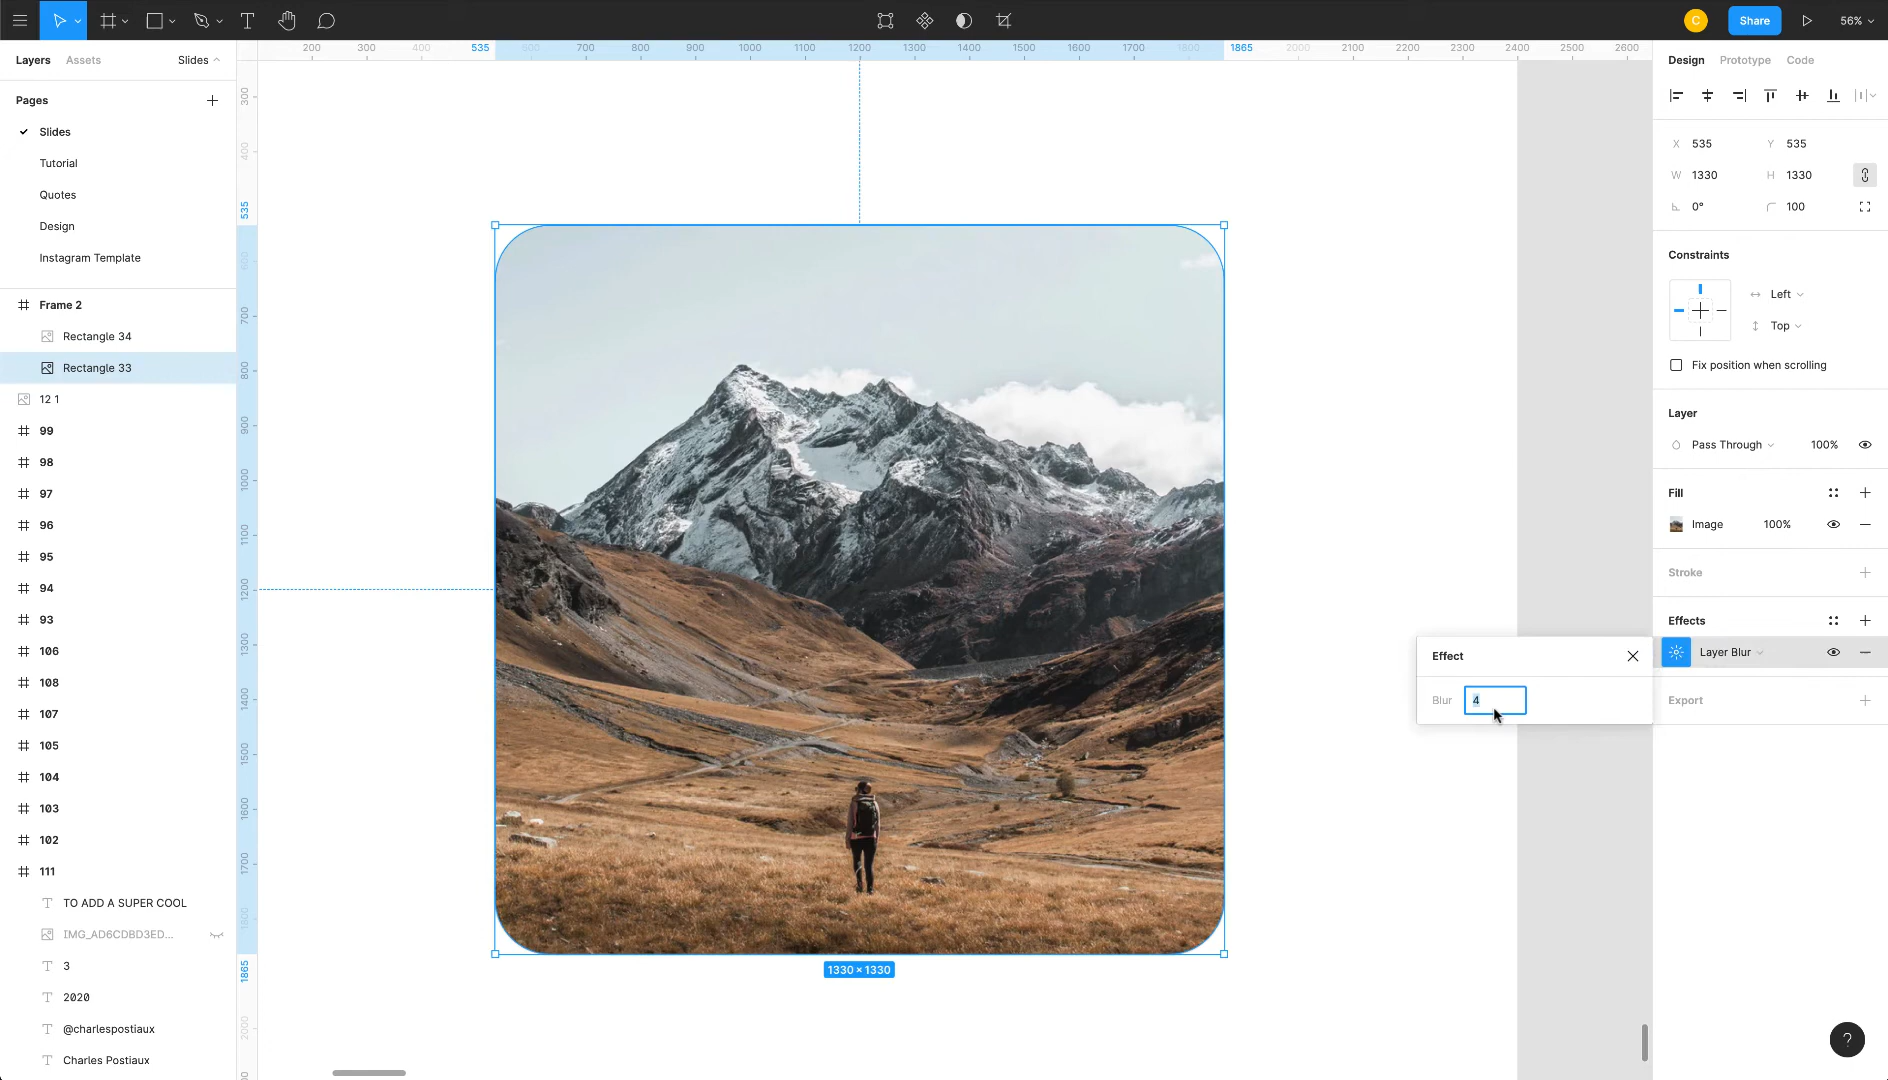 C
Share
56%
Layers
Assets
Slides
Pages
Slides
Tutorial
Quotes
Design
Instagram Template
Frame 2
Rectangle 34
Rectangle 33
12 1
99
98
97
96
95
94
93
106
108
107
105
104
103
102
111
TO ADD A SUPER COOL
IMG_AD6CDBD3ED...
3
2020
@charlespostiaux
Charles Postiaux
200 300 400 535 600 700 800 900 1000 1100 1200 1300 1400 1500 1600 1700 1800 1865 2000 2100 2200 2300 2400 2500 2600
300
400
535
600
700
800
900
1000
1100
1200
1300
1400
1500
1600
1700
1800
1865
2000
1330 × 1330
Effect
Blur 4
Design
Prototype
Code
X 535 Y 535
W 1330 H 1330
0° 100
Constraints
Left
Top
Fix position when scrolling
Layer
Pass Through 100%
Fill
Image 100%
Stroke
Effects
Layer Blur
Export
?